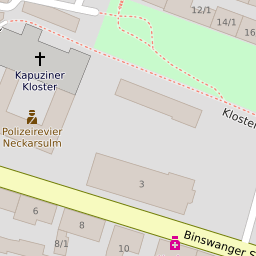 12/1
14/1
16
Kapuziner
Kloster
Kloster
Polizeirevier
Neckarsulm
3
6
8
8/1
10
Binswanger S